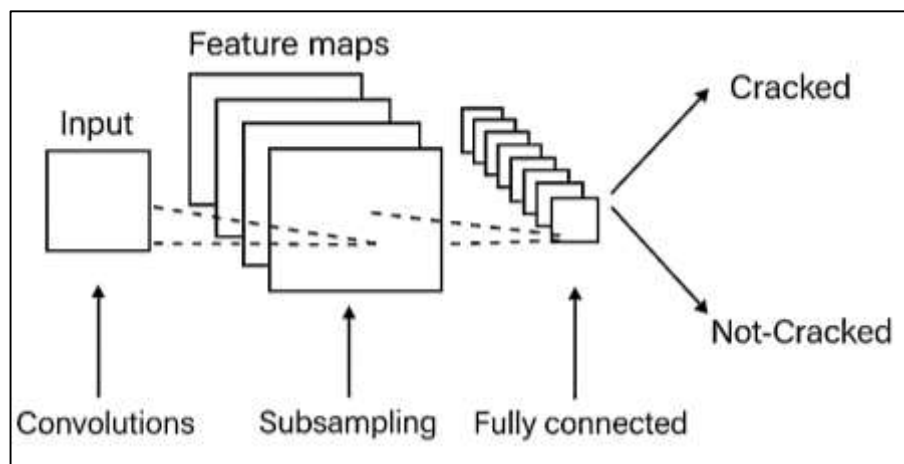 Feature maps
Input
Cracked
Not-Cracked
Convolutions
Subsampling
Fully connected